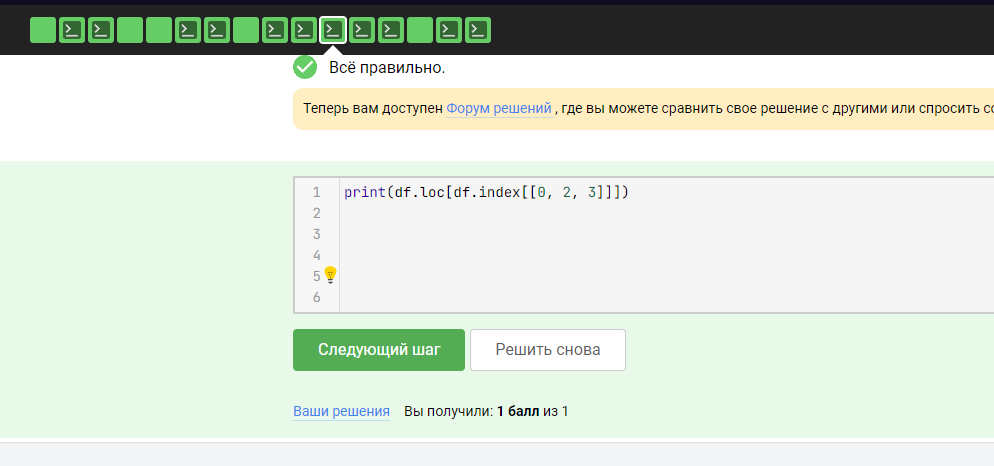 Всё правильно.
Теперь вам доступен Форум решений , где вы можете сравнить свое решение с другими или спросить
1 print(df.loc[df.index[[0, 2, 3]]])
2
3
4
5
6
Следующий шаг Решить снова
Ваши решения Вы получили: 1 балл из 1